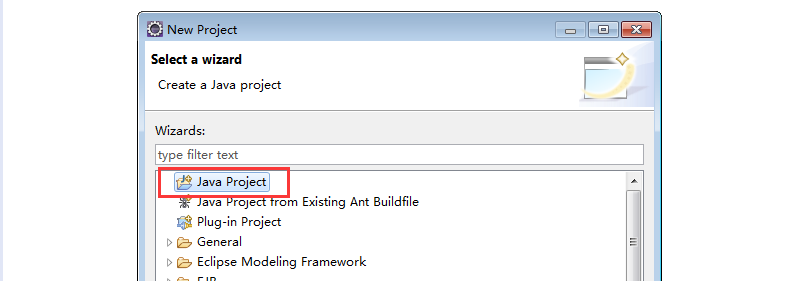 New Project
Select a wizard
Create a Java project
Wizards:
type filter text
Java Project
Java Project from Existing Ant Buildfile
Plug-in Project
General
Eclipse Modeling Framework
EJB